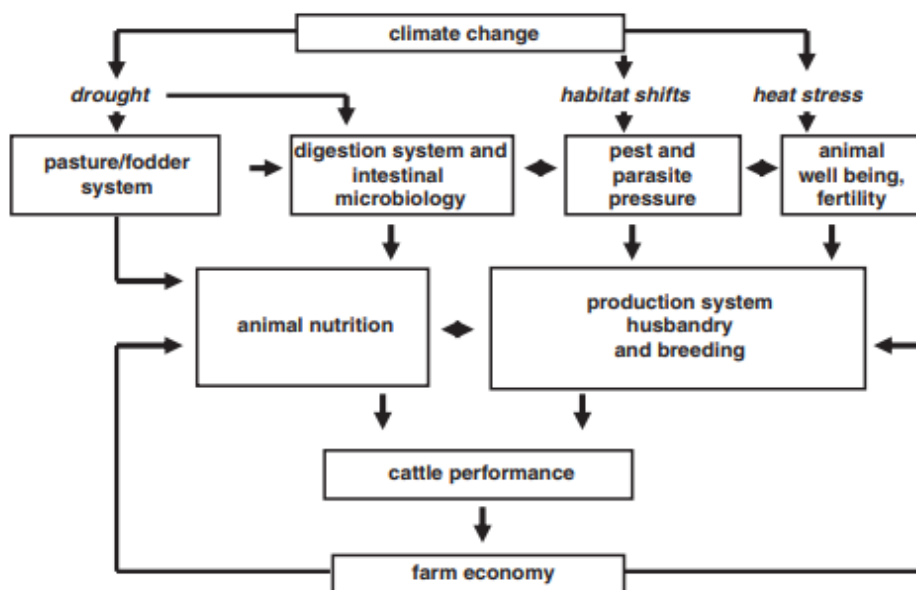 climate change
drought
habitat shifts
heat stress
pasture/fodder
system
digestion system and
intestinal
microbiology
pest and
parasite
pressure
animal
well being,
fertility
animal nutrition
production system
husbandry
and breeding
cattle performance
farm economy